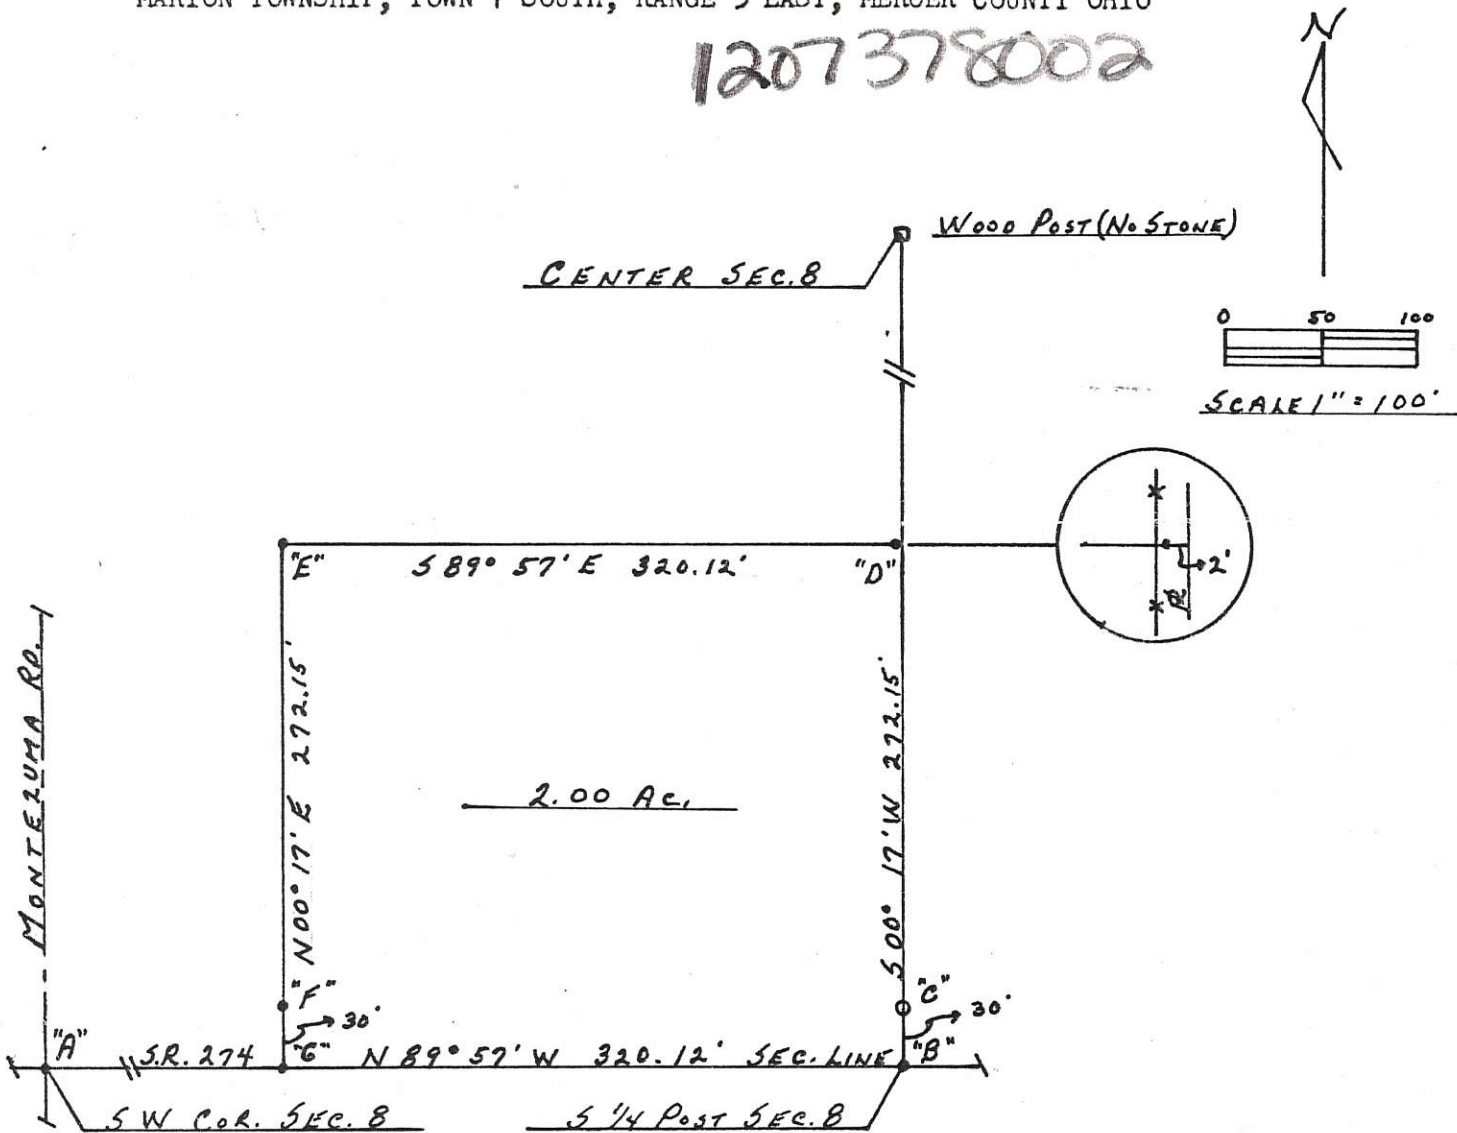 MARION TOWNSHIP, TOWN 7 SOUTH, RANGE 3 EAST, MERCER COUNTY OHIO
1207378002
N
WOOD POST (NO STONE)
CENTER SEC. 8
0 50 100
SCALE 1" = 100'
"E" S 89° 57' E 320.12' "D"
2'
MONTEZUMA RD.
N 00° 17' E 272.15'
S 00° 17' W 272.15'
2.00 AC.
"F" 30'
"C" 30'
"A" S.R. 274 "G" N 89° 57' W 320.12' SEC. LINE "B"
S W COR. SEC. 8
S 1/4 POST SEC. 8